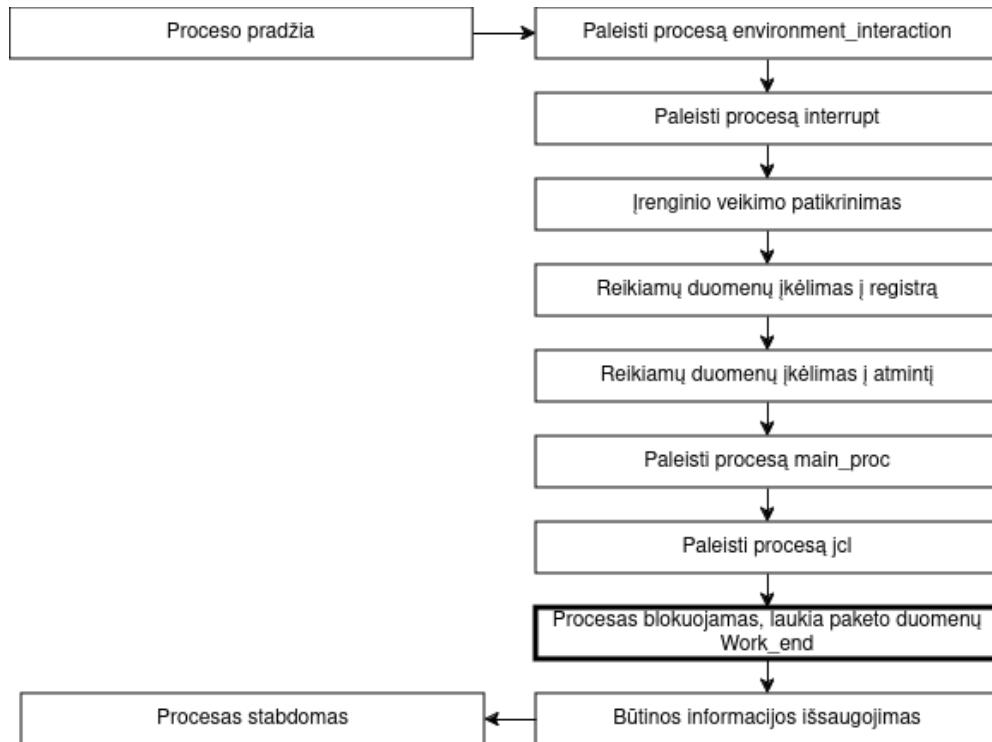 Proceso pradžia
Paleisti procesą environment_interaction
Paleisti procesą interrupt
Įrenginio veikimo patikrinimas
Reikiamų duomenų įkėlimas į registrą
Reikiamų duomenų įkėlimas į atmintį
Paleisti procesą main_proc
Paleisti procesą jcl
Procesas blokuojamas, laukia paketo duomenų
Work_end
Būtinos informacijos išsaugojimas
Procesas stabdomas